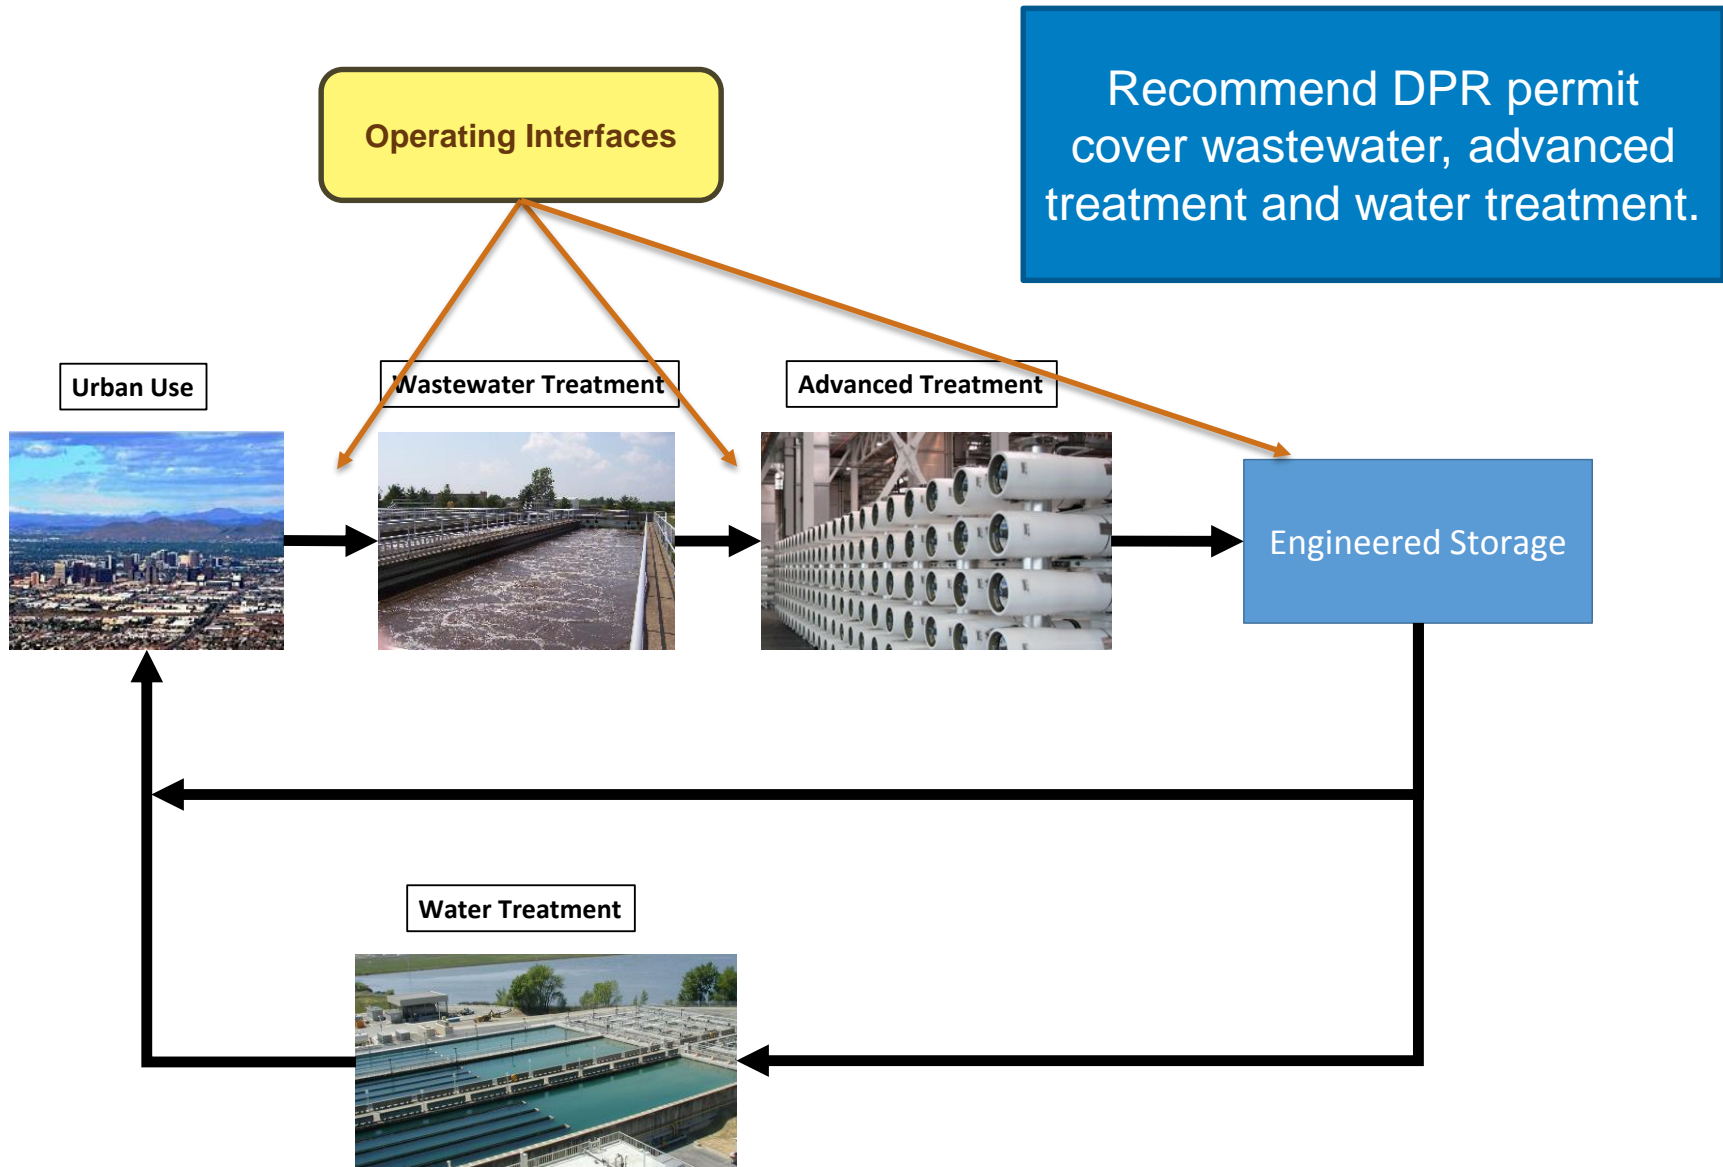 Operating Interfaces
Recommend DPR permit
cover wastewater, advanced
treatment and water treatment.
Urban Use
Wastewater Treatment
Advanced Treatment
Engineered Storage
Water Treatment